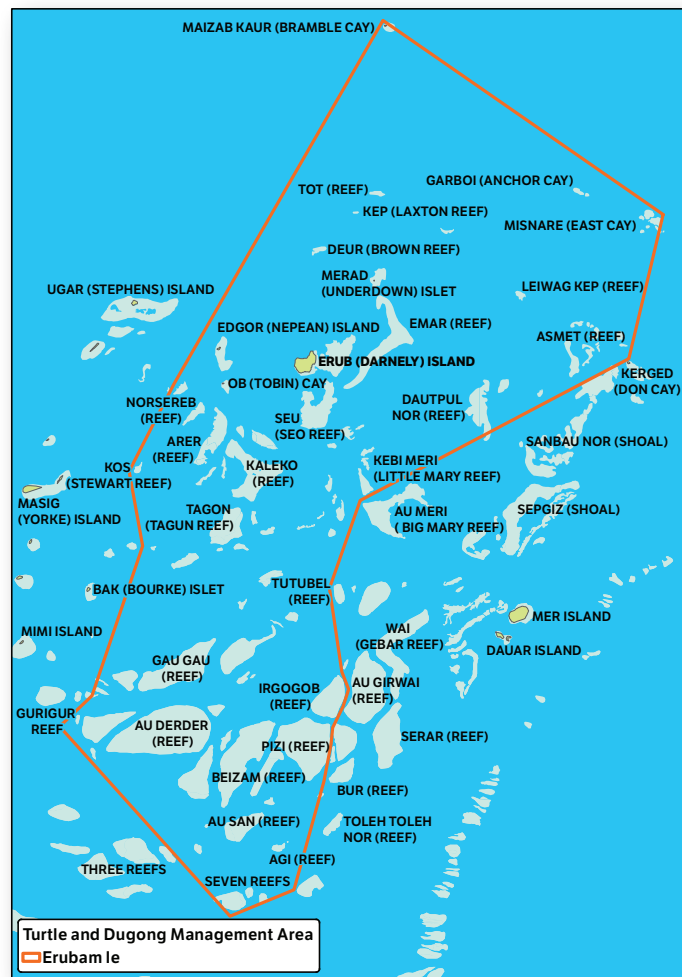 MAIZAB KAUR (BRAMBLE CAY)
TOT (REEF)
GARBOI (ANCHOR CAY)
KEP (LAXTON REEF)
MISNARE (EAST CAY)
DEUR (BROWN REEF)
MERAD
(UNDERDOWN) ISLET
UGAR (STEPHENS) ISLAND
LEIWAG KEP (REEF)
EDGOR (NEPEAN) ISLAND
EMAR (REEF)
ASMET (REEF)
ERUB (DARNELY) ISLAND
KERGED
(DON CAY)
OB (TOBIN) CAY
NORSEREB
(REEF)
DAUTPUL
NOR (REEF)
SEU
(SEO REEF)
ARER
(REEF)
SANBAU NOR (SHOAL)
KOS
(STEWART REEF)
KALEKO
(REEF)
KEBI MERI
(LITTLE MARY REEF)
MASIG
(YORKE) ISLAND
TAGON
(TAGUN REEF)
AU MERI
( BIG MARY REEF)
SEPGIZ (SHOAL)
BAK (BOURKE) ISLET
TUTUBEL
(REEF)
MER ISLAND
MIMI ISLAND
WAI
(GEBAR REEF)
DAUAR ISLAND
GAU GAU
(REEF)
IRGOGOB
(REEF)
AU GIRWAI
(REEF)
GURIGUR
REEF
AU DERDER
(REEF)
PIZI (REEF)
SERAR (REEF)
BEIZAM (REEF)
BUR (REEF)
AU SAN (REEF)
TOLEH TOLEH
NOR (REEF)
AGI (REEF)
THREE REEFS
SEVEN REEFS
Turtle and Dugong Management Area
Erubam le